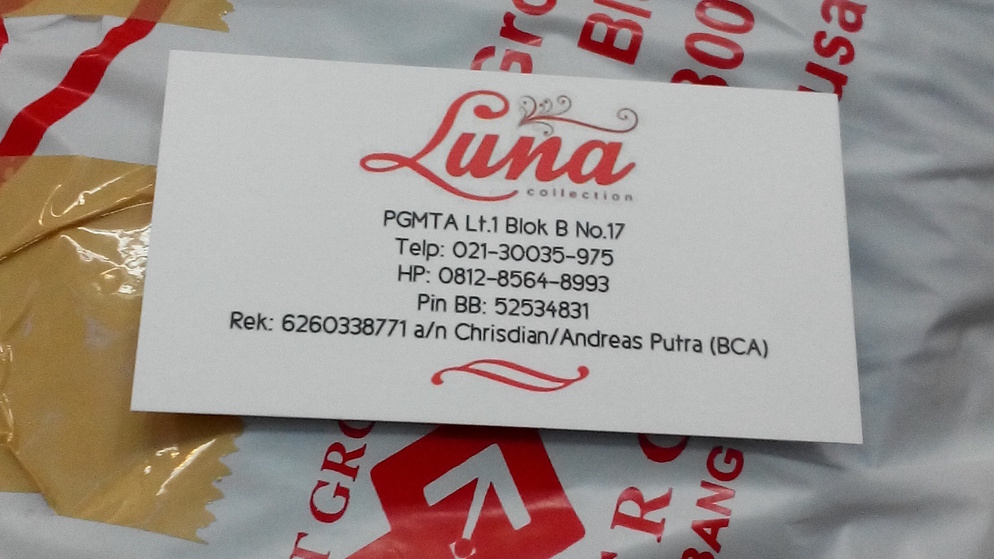 Luna
collection
PGMTA Lt.1 Blok B No.17
Telp: 021-30035-975
HP: 0812-8564-8993
Pin BB: 52534831
Rek: 6260338771 a/n Chrisdian/Andreas Putra (BCA)